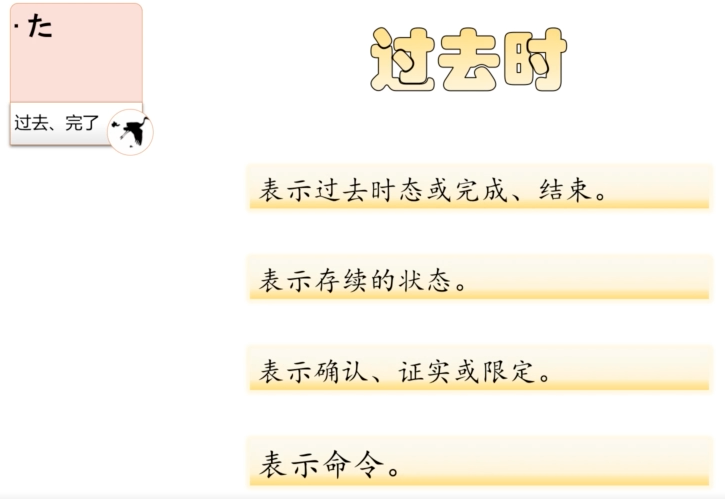 ·た
过去、完了
过去时
表示过去时态或完成、结束。
表示存续的状态。
表示确认、证实或限定。
表示命令。